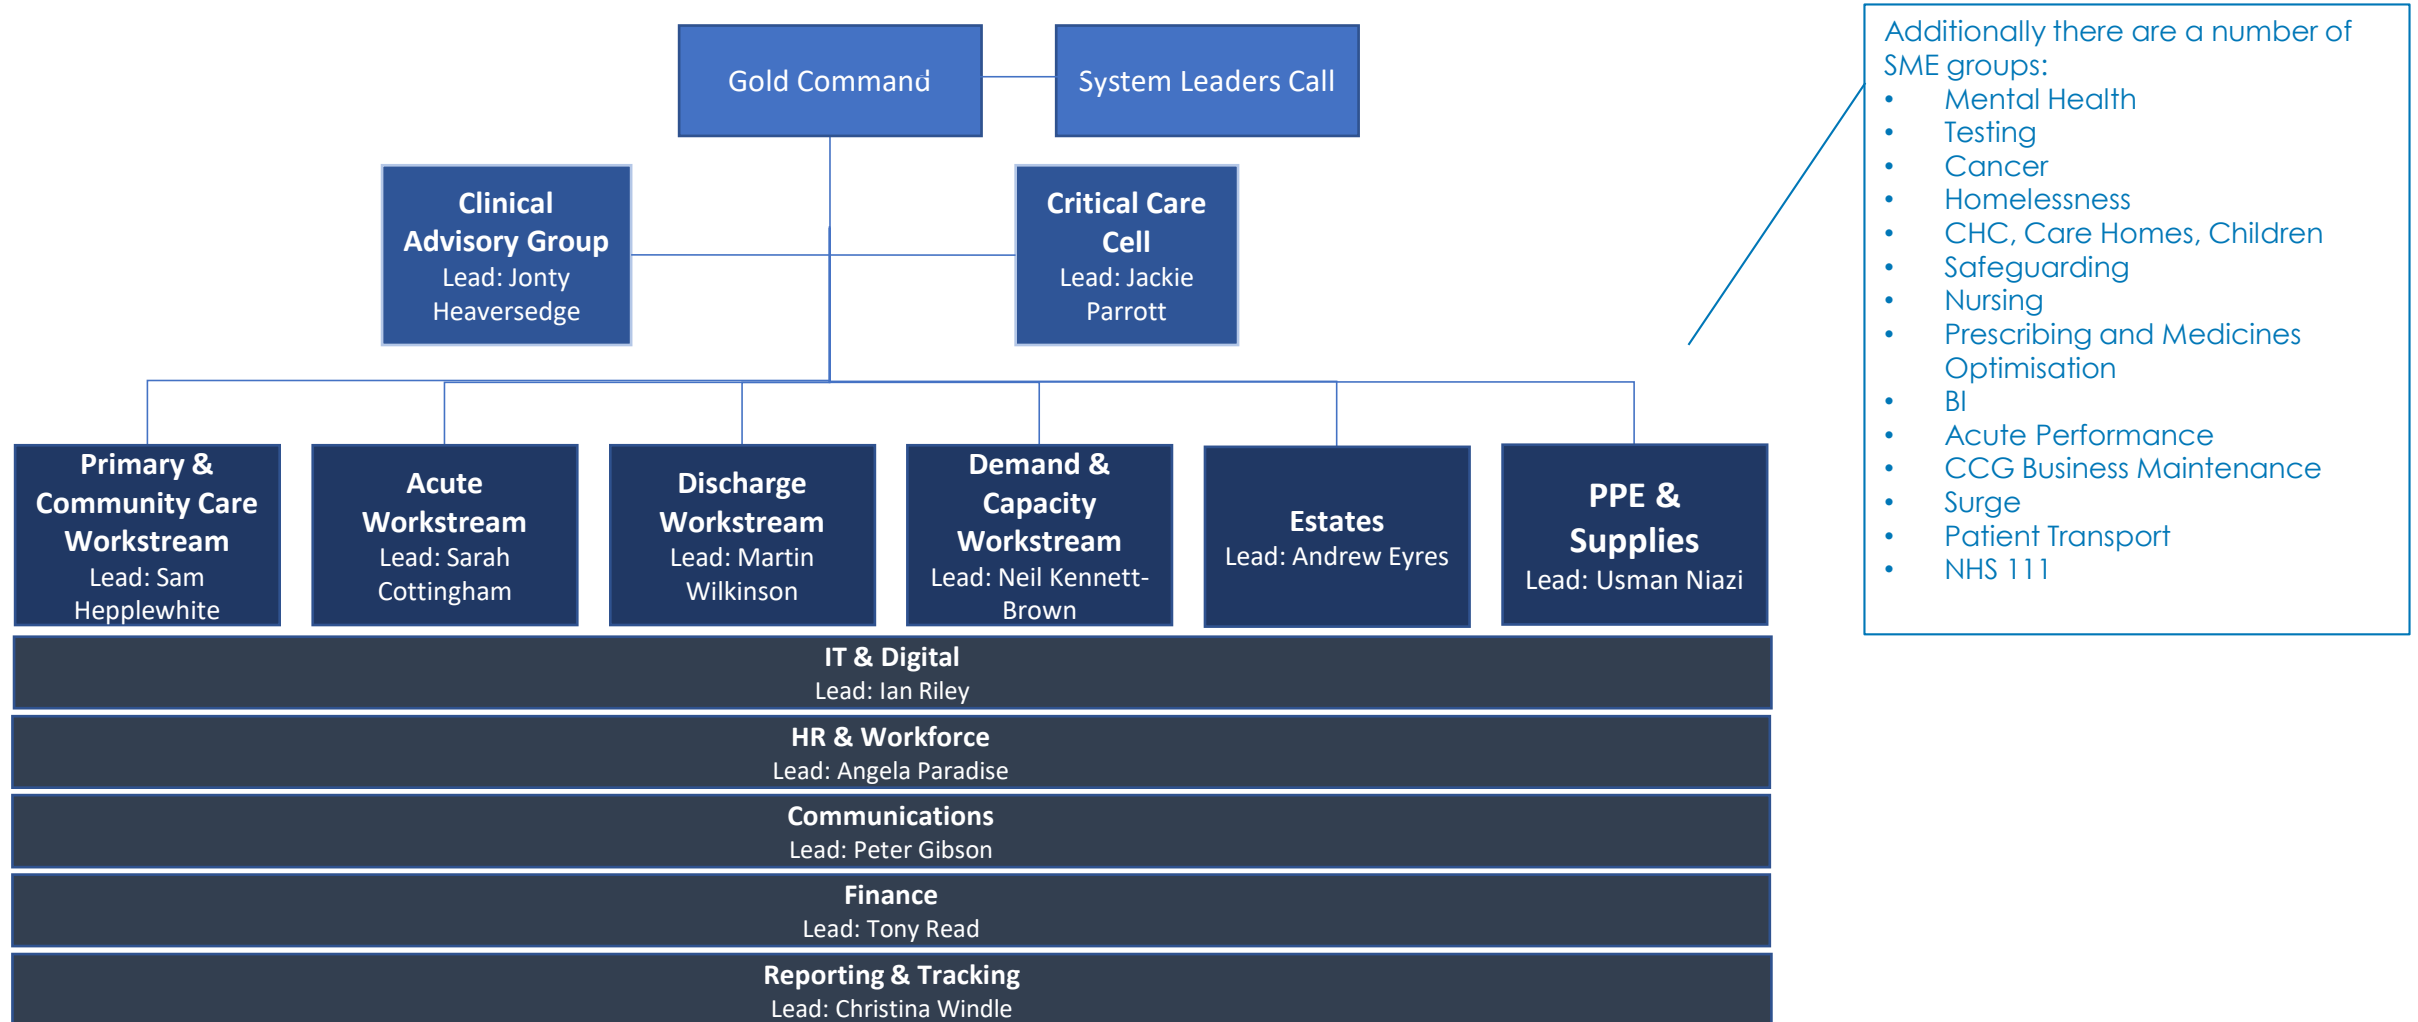 Gold Command
System Leaders Call
Clinical
Advisory Group
Lead: Jonty
Heaversedge
Critical Care
Cell
Lead: Jackie
Parrott
Primary &
Community Care
Workstream
Lead: Sam
Hepplewhite
Acute
Workstream
Lead: Sarah
Cottingham
Discharge
Workstream
Lead: Martin
Wilkinson
Demand &
Capacity
Workstream
Lead: Neil Kennett-
Brown
Estates
Lead: Andrew Eyres
PPE &
Supplies
Lead: Usman Niazi
IT & Digital
Lead: Ian Riley
HR & Workforce
Lead: Angela Paradise
Communications
Lead: Peter Gibson
Finance
Lead: Tony Read
Reporting & Tracking
Lead: Christina Windle
Additionally there are a number of
SME groups:
• Mental Health
• Testing
• Cancer
• Homelessness
• CHC, Care Homes, Children
• Safeguarding
• Nursing
• Prescribing and Medicines
Optimisation
• BI
• Acute Performance
• CCG Business Maintenance
• Surge
• Patient Transport
• NHS 111